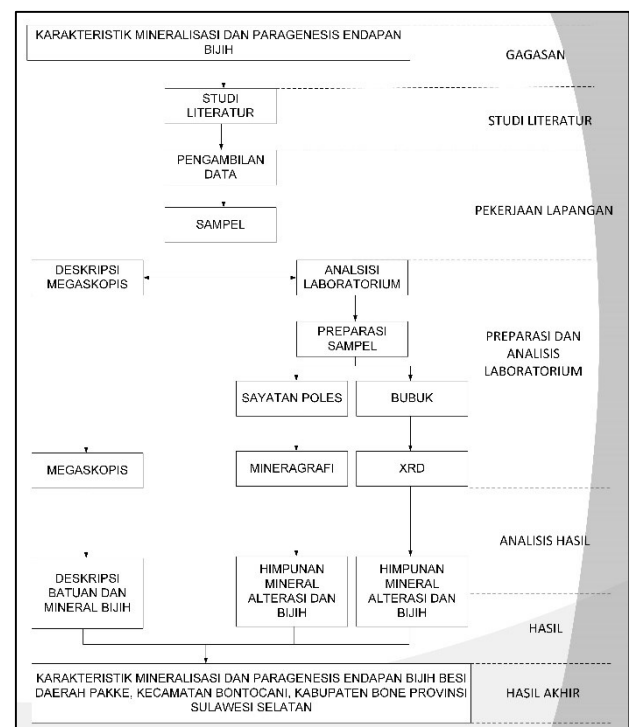 KARAKTERISTIK MINERALISASI DAN PARAGENESIS ENDAPAN
BIJIH
GAGASAN
STUDI
LITERATUR
STUDI LITERATUR
PENGAMBILAN
DATA
SAMPEL
PEKERJAAN LAPANGAN
DESKRIPSI
MEGASKOPIS
ANALSISI
LABORATORIUM
PREPARASI
SAMPEL
PREPARASI DAN
ANALISIS
LABORATORIUM
SAYATAN POLES
BUBUK
MEGASKOPIS
MINERAGRAFI
XRD
ANALISIS HASIL
DESKRIPSI
BATUAN DAN
MINERAL BIJIH
HIMPUNAN
MINERAL
ALTERASI DAN
BIJIH
HIMPUNAN
MINERAL
ALTERASI DAN
BIJIH
HASIL
KARAKTERISTIK MINERALISASI DAN PARAGENESIS ENDAPAN BIJIH BESI
DAERAH PAKKE, KECAMATAN BONTOCANI, KABUPATEN BONE PROVINSI
SULAWESI SELATAN
HASIL AKHIR